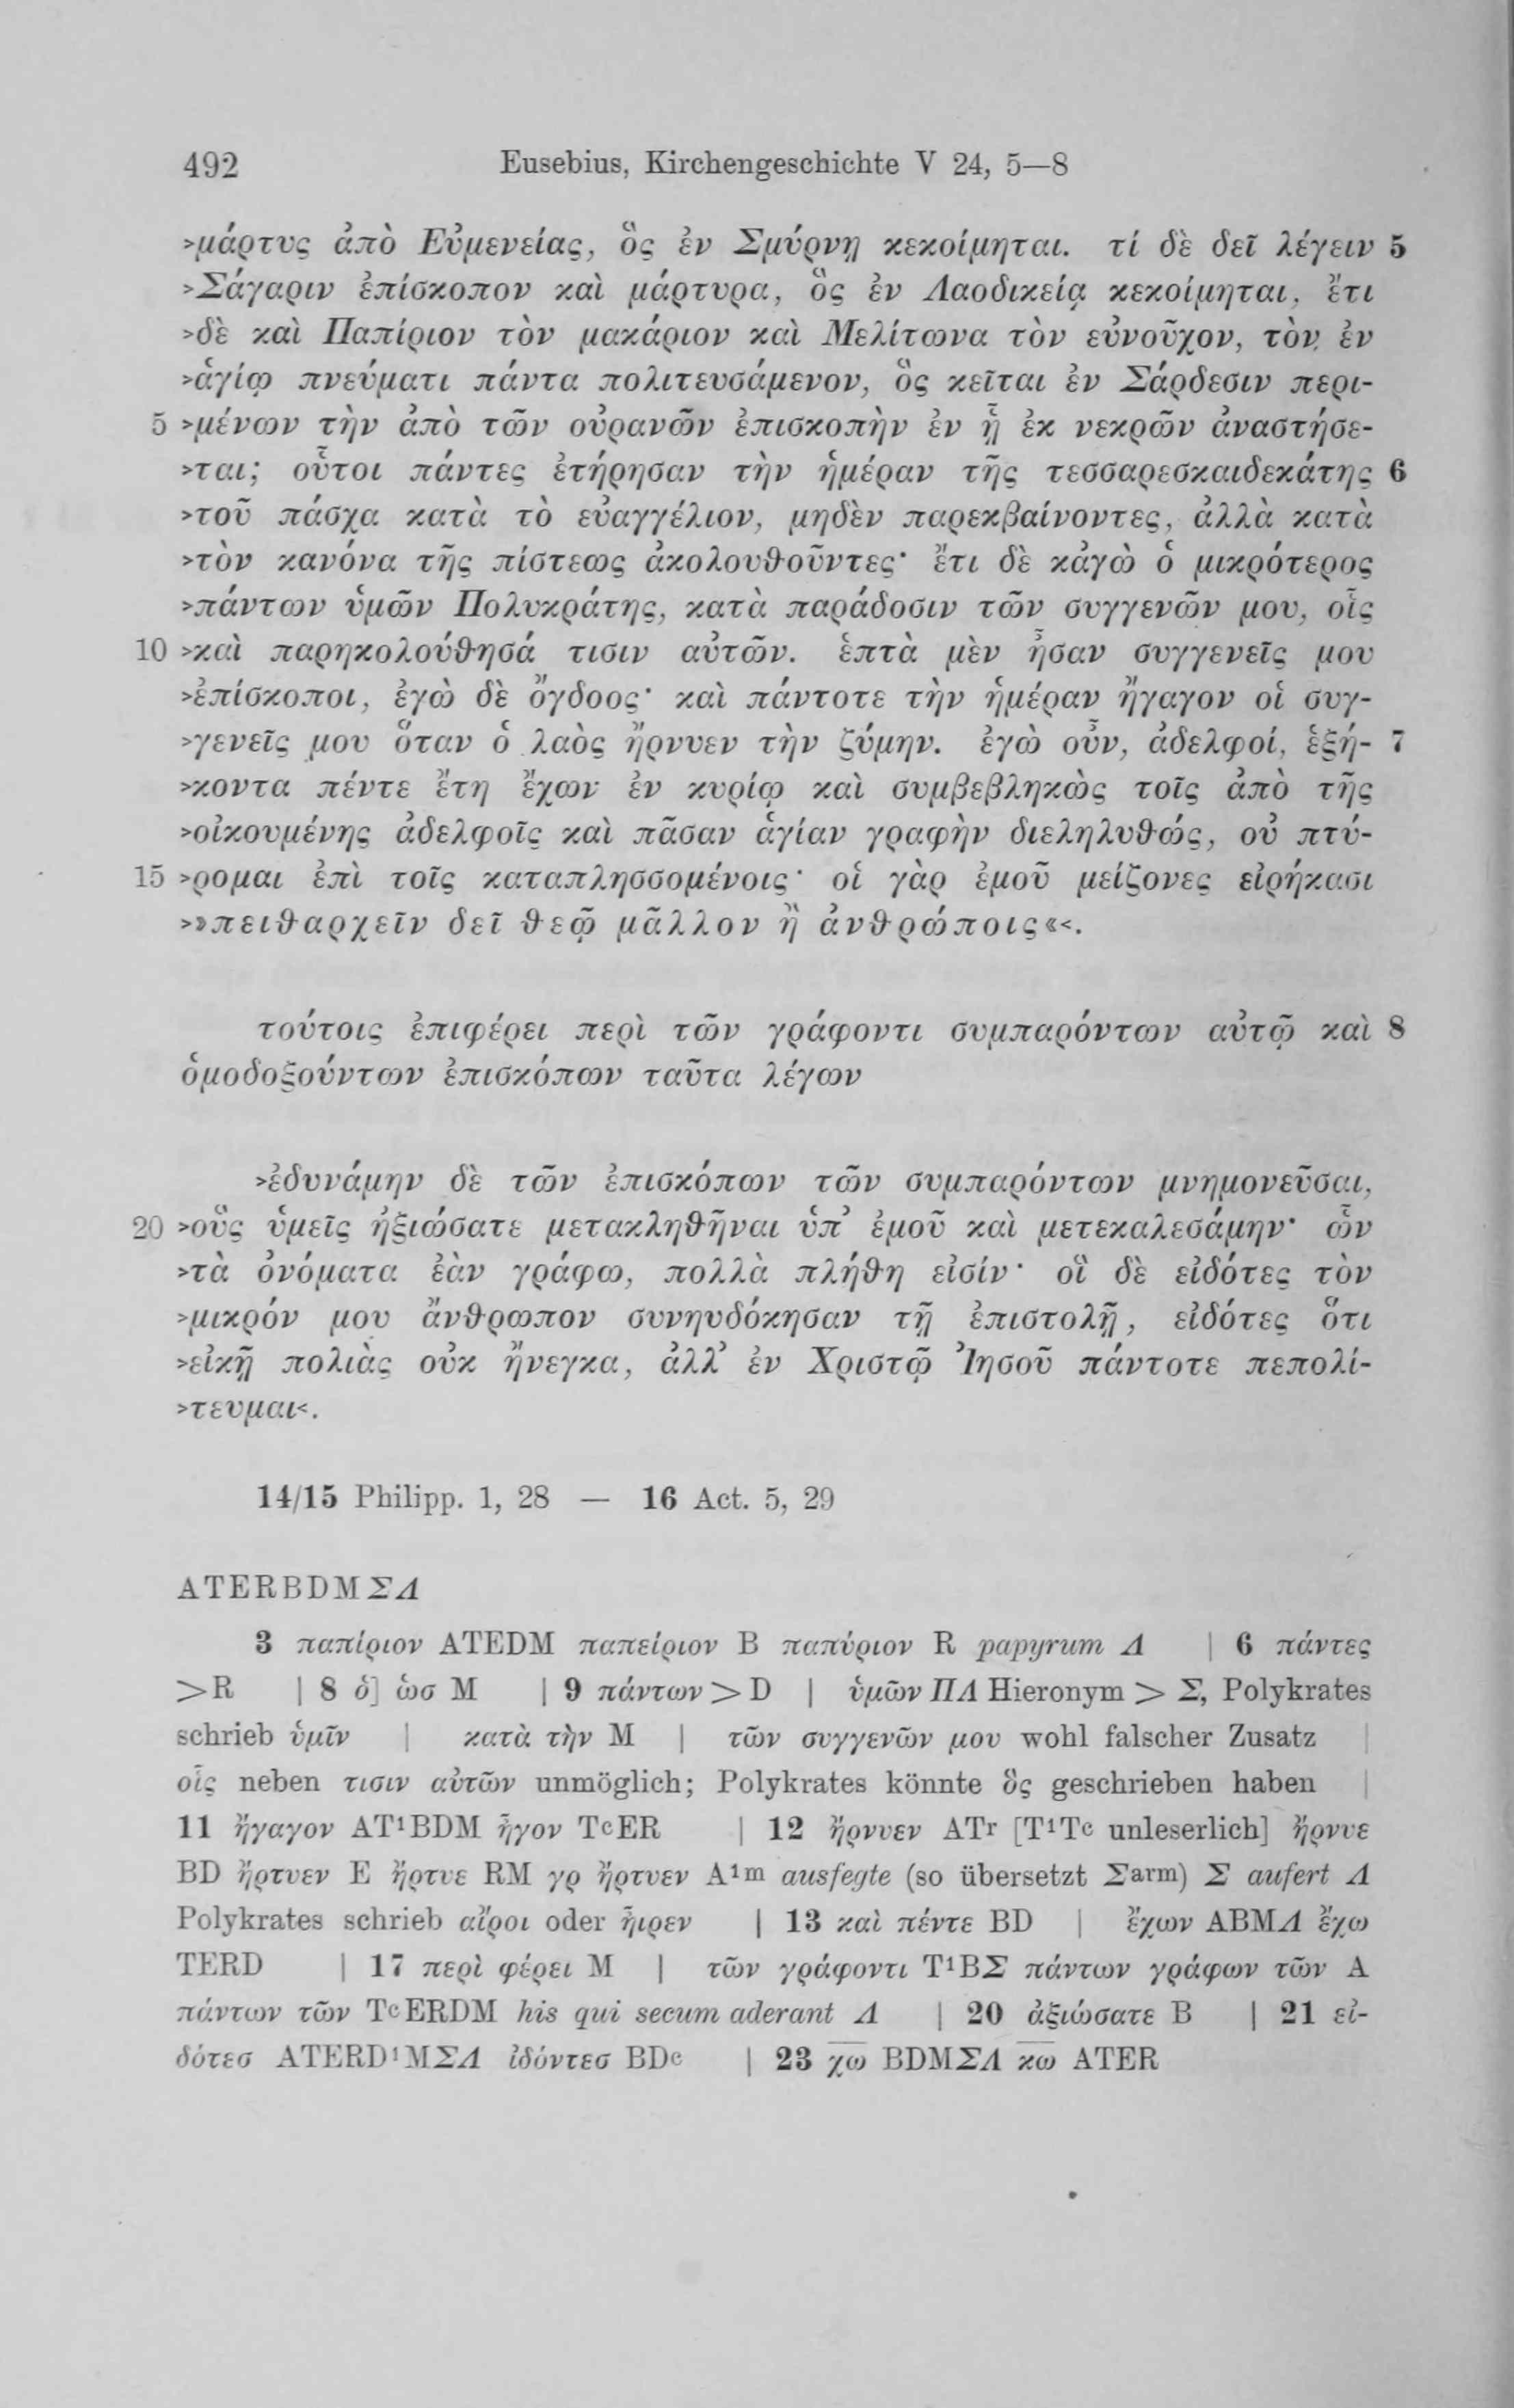 492 Eusebius, Kirchengeschichte V 24, 5—8
>μάρτυς ἀπὸ Εὐμενείας, ὃς ἐν Σμύρνῃ κεκοίμηται. τί δὲ δεῖ λέγειν 5
>Σάγαριν ἐπίσκοπον καὶ μάρτυρα, ὃς ἐν Λαοδικείᾳ κεκοίμηται, ἔτι
>δὲ καὶ Παπίριον τὸν μακάριον καὶ Μελίτωνα τὸν εὐνοῦχον, τὸν ἐν
>ἁγίῳ πνεύματι πάντα πολιτευσάμενον, ὃς κεῖται ἐν Σάρδεσιν περι-
5 >μένων τὴν ἀπὸ τῶν οὐρανῶν ἐπισκοπὴν ἐν ᾗ ἐκ νεκρῶν ἀναστήσε-
>ται; οὗτοι πάντες ἐτήρησαν τὴν ἡμέραν τῆς τεσσαρεσκαιδεκάτης 6
>τοῦ πάσχα κατὰ τὸ εὐαγγέλιον, μηδὲν παρεκβαίνοντες, ἀλλὰ κατὰ
>τὸν κανόνα τῆς πίστεως ἀκολουθοῦντες· ἔτι δὲ κἀγὼ ὁ μικρότερος
>πάντων ὑμῶν Πολυκράτης, κατὰ παράδοσιν τῶν συγγενῶν μου, οἷς
10 >καὶ παρηκολούθησά τισιν αὐτῶν. ἑπτὰ μὲν ἦσαν συγγενεῖς μου
>ἐπίσκοποι, ἐγὼ δὲ ὄγδοος· καὶ πάντοτε τὴν ἡμέραν ἤγαγον οἱ συγ-
>γενεῖς μου ὅταν ὁ λαὸς ἤρνυεν τὴν ζύμην. ἐγὼ οὖν, ἀδελφοί, ἑξή- 7
>κοντα πέντε ἔτη ἔχων ἐν κυρίῳ καὶ συμβεβληκὼς τοῖς ἀπὸ τῆς
>οἰκουμένης ἀδελφοῖς καὶ πᾶσαν ἁγίαν γραφὴν διεληλυθώς, οὐ πτύ-
15 >ρομαι ἐπὶ τοῖς καταπλησσομένοις· οἱ γὰρ ἐμοῦ μείζονες εἰρήκασι
>»πειθαρχεῖν δεῖ θεῷ μᾶλλον ἢ ἀνθρώποις«<.
τούτοις ἐπιφέρει περὶ τῶν γράφοντι συμπαρόντων αὐτῷ καὶ 8
ὁμοδοξούντων ἐπισκόπων ταῦτα λέγων
>ἐδυνάμην δὲ τῶν ἐπισκόπων τῶν συμπαρόντων μνημονεῦσαι,
20 >οὓς ὑμεῖς ἠξιώσατε μετακληθῆναι ὑπ᾽ ἐμοῦ καὶ μετεκαλεσάμην· ὧν
>τὰ ὀνόματα ἐὰν γράφω, πολλὰ πλήθη εἰσίν· οἳ δὲ εἰδότες τὸν
>μικρόν μου ἄνθρωπον συνηυδόκησαν τῇ ἐπιστολῇ, εἰδότες ὅτι
>εἰκῇ πολιὰς οὐκ ἤνεγκα, ἀλλ᾽ ἐν Χριστῷ Ἰησοῦ πάντοτε πεπολί-
>τευμαι<.
14/15 Philipp. 1, 28 — 16 Act. 5, 29
ATERBDMΣΛ
3 παπίριον ATEDM παπείριον B παπύριον R papyrum Λ | 6 πάντες
>R | 8 ὁ] ὡσ M | 9 πάντων > D | ὑμῶν ΠΛ Hieronym > Σ, Polykrates
schrieb ὑμῖν | κατὰ τὴν M | τῶν συγγενῶν μου wohl falscher Zusatz |
οἷς neben τισιν αὐτῶν unmöglich; Polykrates könnte ὃς geschrieben haben |
11 ἤγαγον AT¹BDM ἦγον TᶜER | 12 ἤρνυεν ATʳ [T¹Tᶜ unleserlich] ἤρνυε
BD ἤρτυεν E ἤρτυε RM γρ ἤρτυεν A¹ᵐ ausfegte (so übersetzt Σᵃʳᵐ) Σ aufert Λ
Polykrates schrieb αἴροι oder ἦιρεν | 13 καὶ πέντε BD | ἔχων ABMΛ ἔχω
TERD | 17 περὶ φέρει M | τῶν γράφοντι T¹BΣ πάντων γράφων τῶν A
πάντων τῶν TᶜERDM his qui secum aderant Λ | 20 ἀξιώσατε B | 21 εἰ-
δότεσ ATERD¹MΣΛ ἰδόντεσ BDᶜ | 23 χ̅ω̅ BDMΣΛ κ̅ω̅ ATER